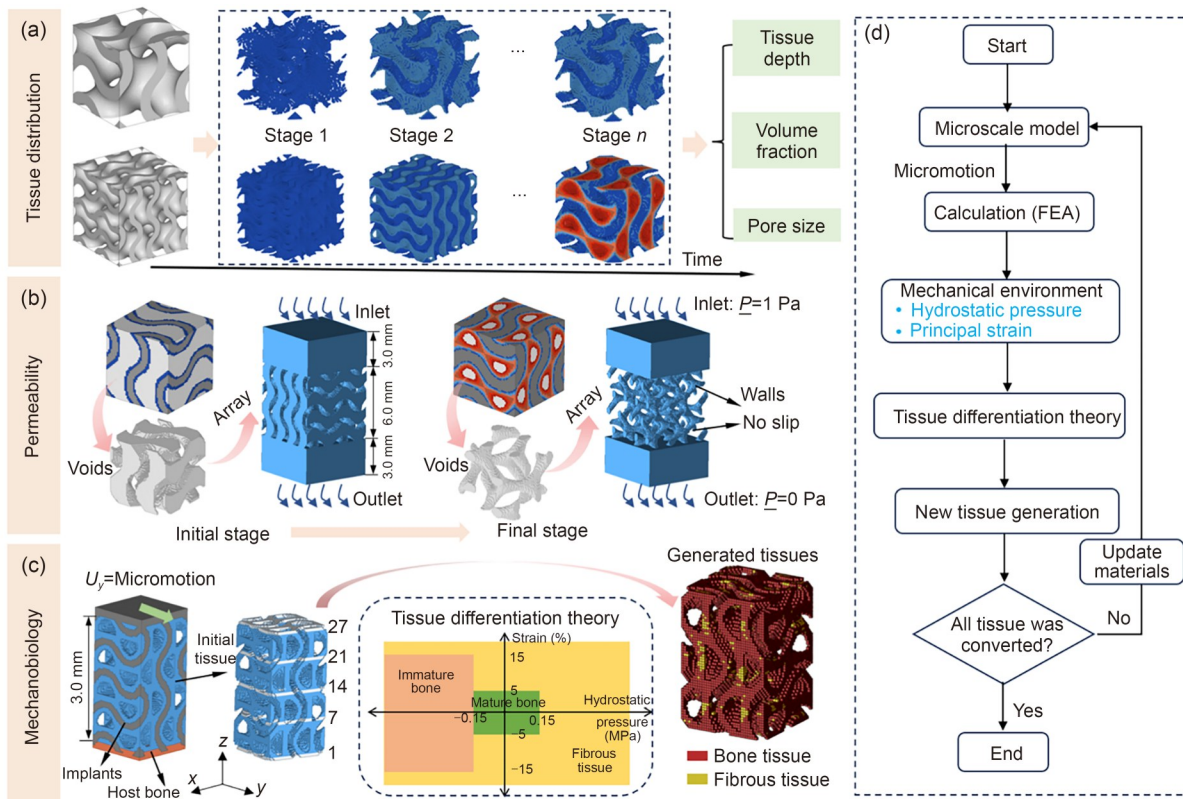 (a)
Tissue distribution
Stage 1
Stage 2
...
Stage n
...
Tissue
depth
Volume
fraction
Pore size
Time
(b)
Permeability
Inlet
3.0 mm
6.0 mm
3.0 mm
Array
Voids
Outlet
Initial stage
Inlet: P=1 Pa
Array
Walls
No slip
Voids
Outlet: P=0 Pa
Final stage
(c)
Mechanobiology
Uy=Micromotion
3.0 mm
Initial
tissue
Implants
Host bone
z
x
y
27
21
14
7
1
Tissue differentiation theory
Strain (%)
15
Immature
bone
5
Mature bone
Hydrostatic
pressure
(MPa)
−0.15
0.15
−5
Fibrous
tissue
−15
Generated tissues
Bone tissue
Fibrous tissue
(d)
Start
Microscale model
Micromotion
Calculation (FEA)
Mechanical environment
• Hydrostatic pressure
• Principal strain
Tissue differentiation theory
New tissue generation
Update
materials
All tissue was
converted?
No
Yes
End